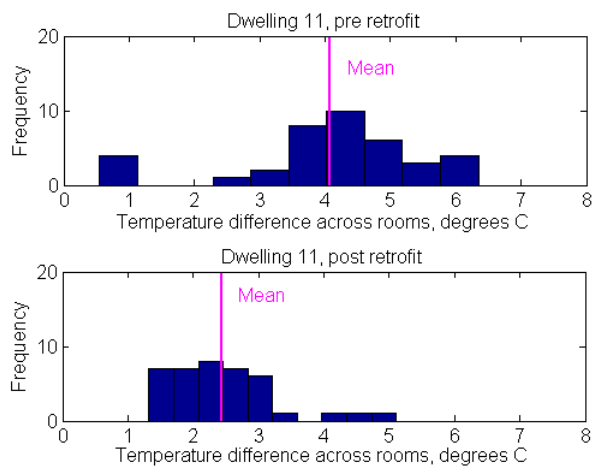 Dwelling 11, pre retrofit
20
10
0
Frequency
Mean
0 1 2 3 4 5 6 7 8
Temperature difference across rooms, degrees C
Dwelling 11, post retrofit
20
10
0
Frequency
Mean
0 1 2 3 4 5 6 7 8
Temperature difference across rooms, degrees C